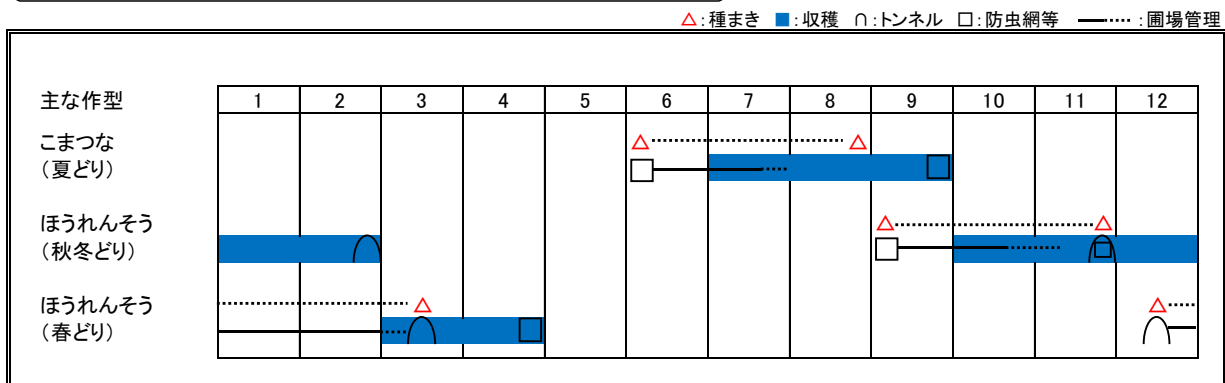 △:種まき ■:収穫 ∩:トンネル □:防虫網等 ―‥‥:圃場管理
主な作型 1 2 3 4 5 6 7 8 9 10 11 12
こまつな
(夏どり)
ほうれんそう
(秋冬どり)
ほうれんそう
(春どり)